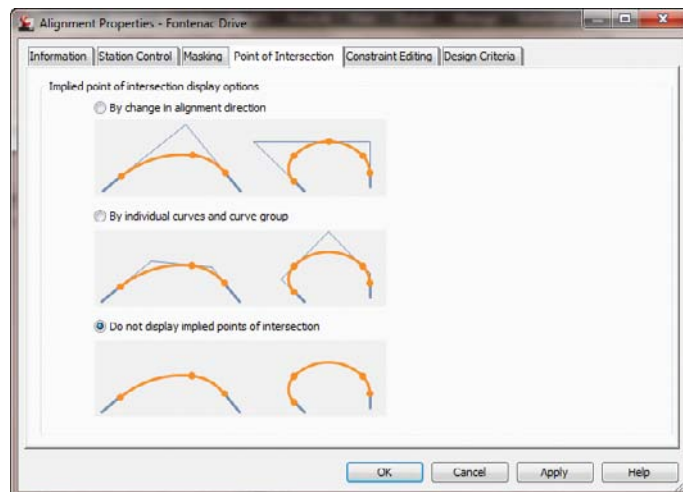 Alignment Properties - Fontenac Drive
Information Station Control Masking Point of Intersection Constraint Editing Design Criteria
Implied point of intersection display options
By change in alignment direction
By individual curves and curve group
Do not display implied points of intersection
OK Cancel Apply Help